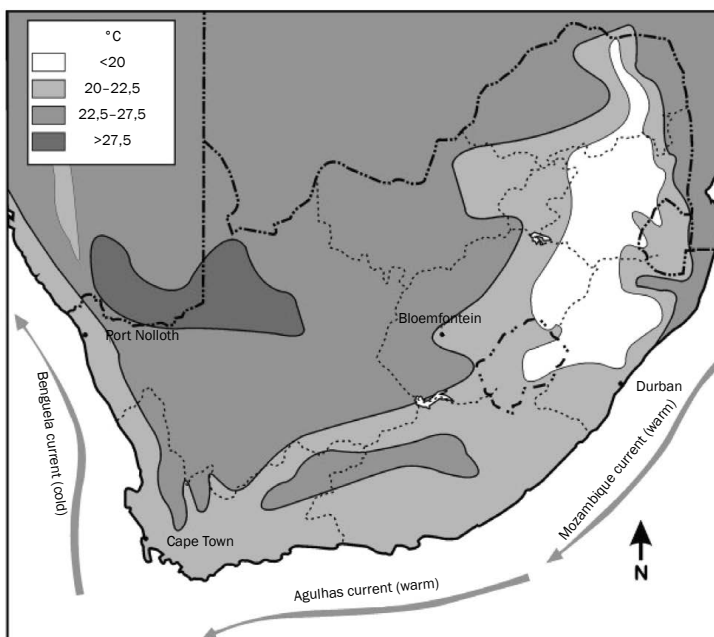 °C
<20
20–22,5
22,5–27,5
>27,5
Port Nolloth
Bloemfontein
Durban
Benguela current (cold)
Mozambique current (warm)
Cape Town
N
Agulhas current (warm)